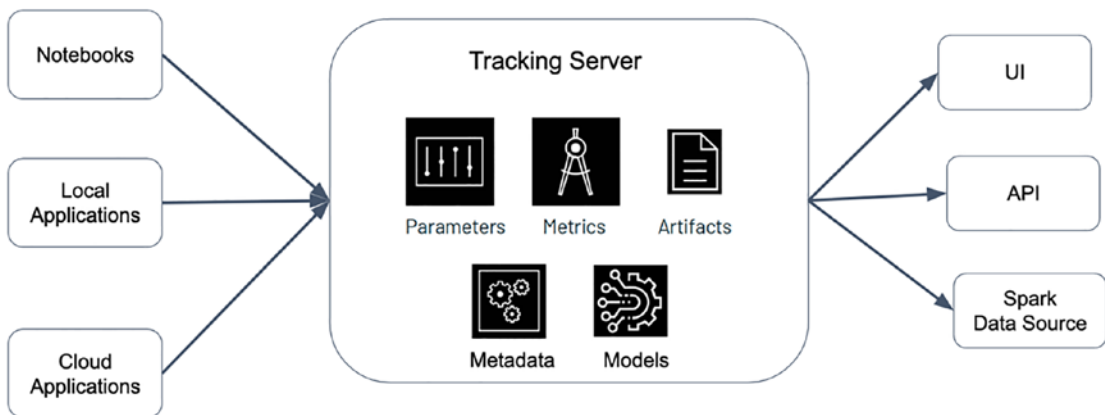 Notebooks
Local
Applications
Cloud
Applications
Tracking Server
Parameters
Metrics
Artifacts
Metadata
Models
UI
API
Spark
Data Source